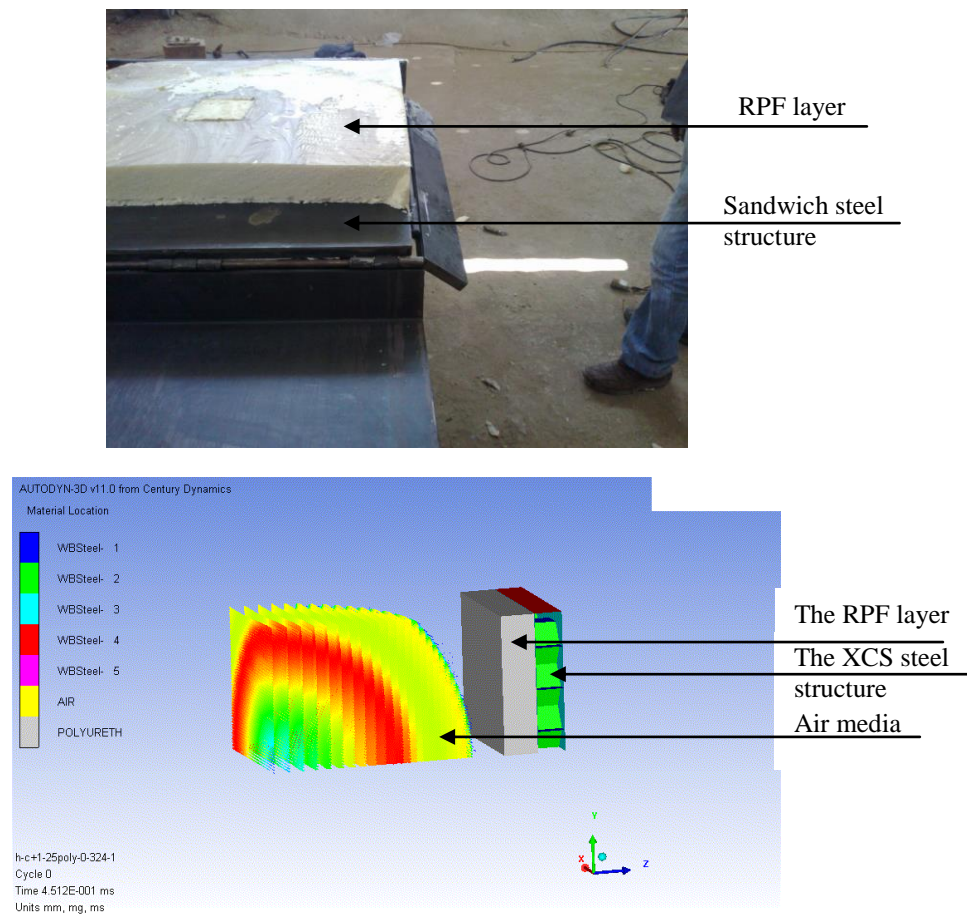 RPF layer
Sandwich steel
structure
AUTODYN-3D v11.0 from Century Dynamics
Material Location
WBSteel- 1
WBSteel- 2
WBSteel- 3
WBSteel- 4
WBSteel- 5
AIR
POLYURETH
The RPF layer
The XCS steel
structure
Air media
Y
X
Z
h-c+1-25poly-0-324-1
Cycle 0
Time 4.512E-001 ms
Units mm, mg, ms